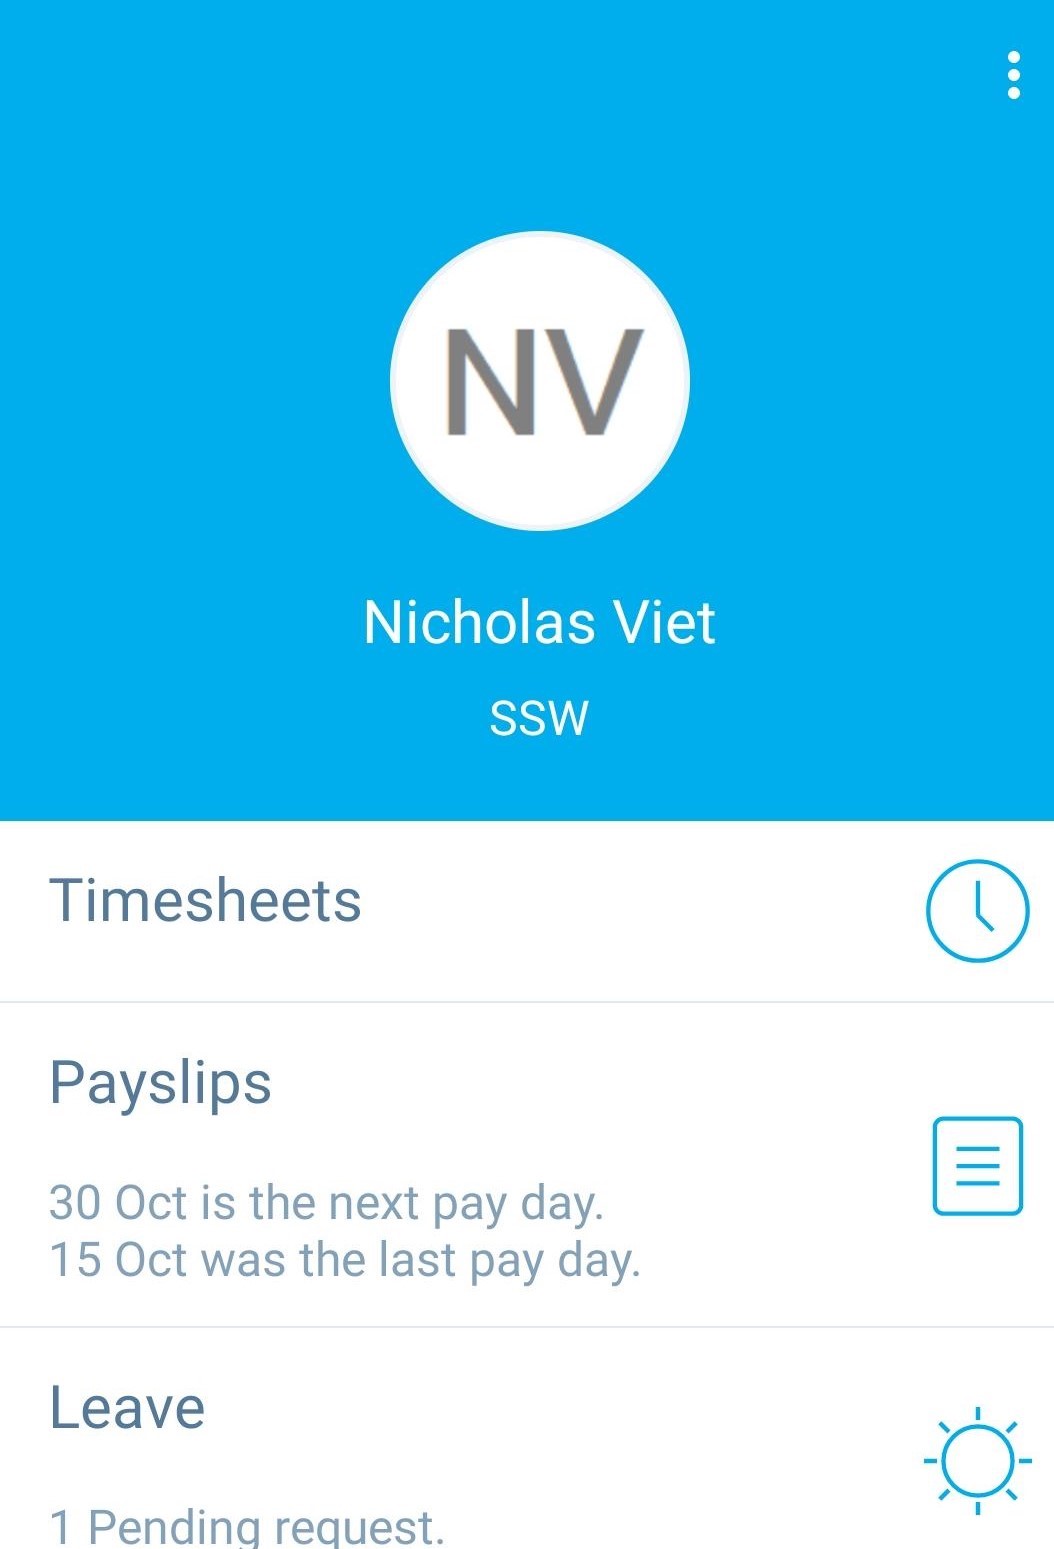 NV
Nicholas Viet
SSW
Timesheets
Payslips
30 Oct is the next pay day.
15 Oct was the last pay day.
Leave
1 Pending request.